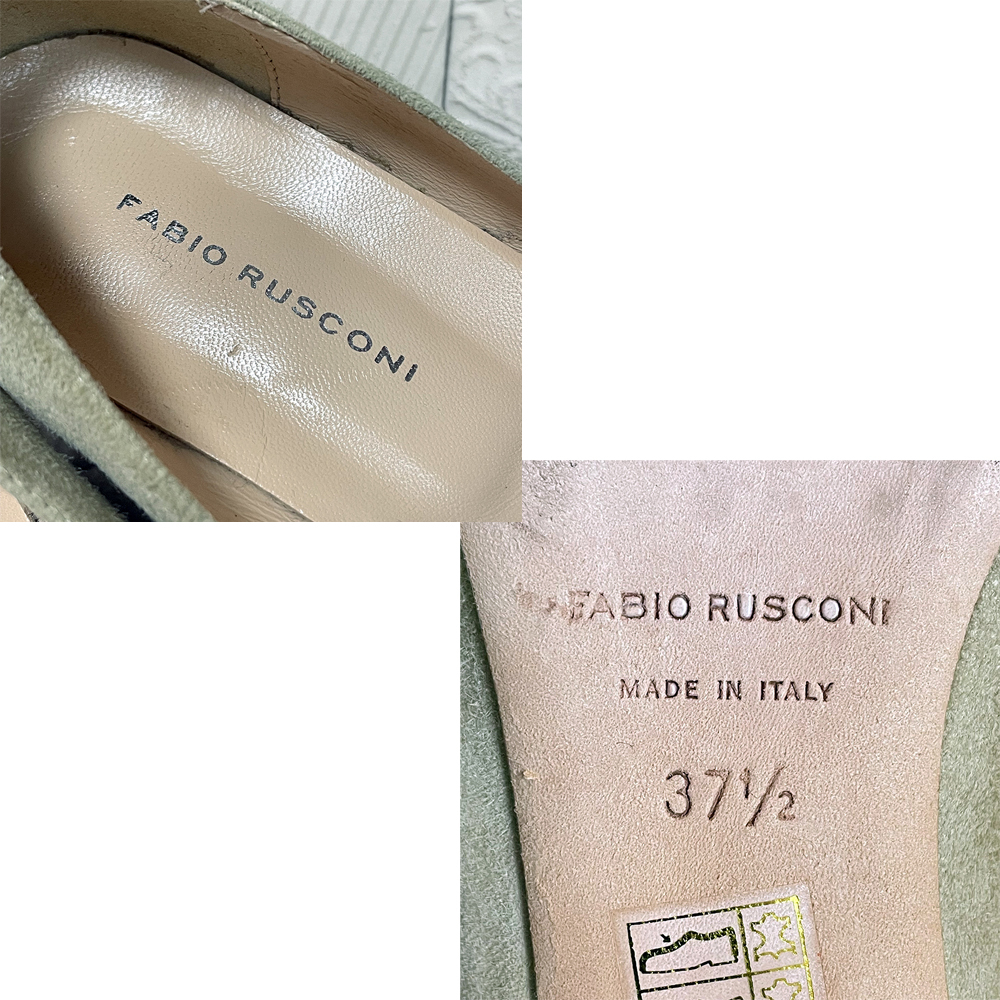 FABIO RUSCONI
FABIO RUSCONI
MADE IN ITALY
37½